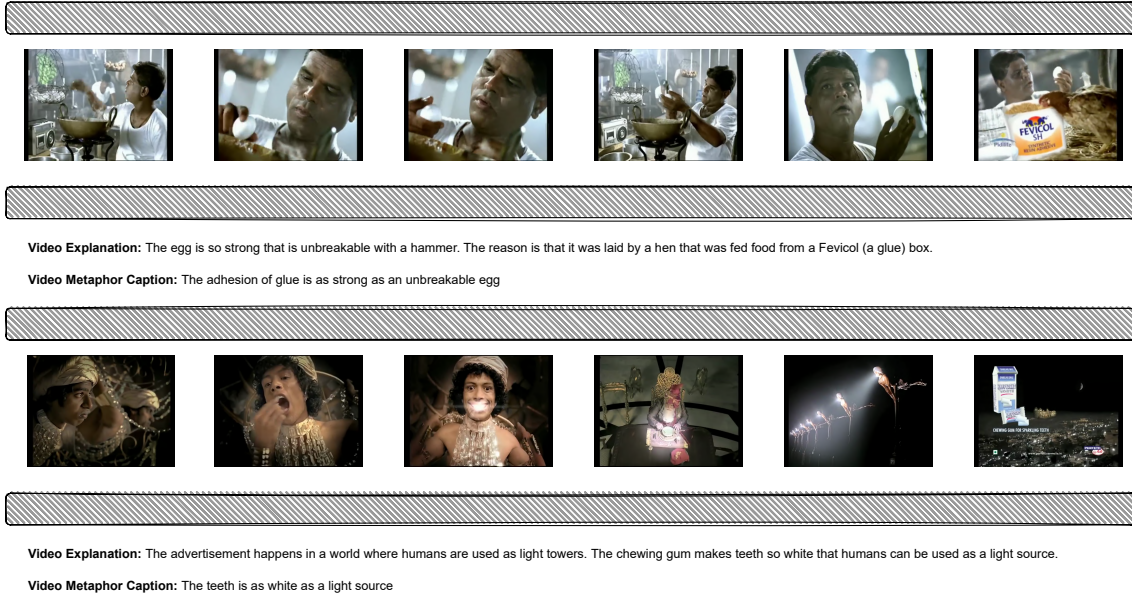 FEVICOL
SH
SYNTHETIC
RESIN ADHESIVE
Pidilite
Video Explanation: The egg is so strong that is unbreakable with a hammer. The reason is that it was laid by a hen that was fed food from a Fevicol (a glue) box.
Video Metaphor Caption: The adhesion of glue is as strong as an unbreakable egg
CHEWING GUM FOR SPARKLING TEETH
Video Explanation: The advertisement happens in a world where humans are used as light towers. The chewing gum makes teeth so white that humans can be used as a light source.
Video Metaphor Caption: The teeth is as white as a light source